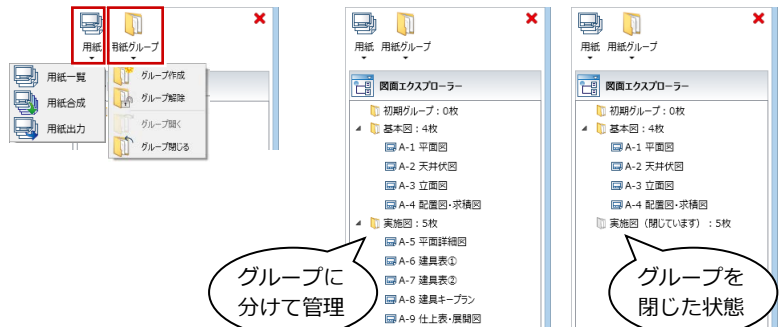 用紙
用紙グループ
用紙一覧
用紙合成
用紙出力
グループ作成
グループ解除
グループ開く
グループ閉じる
用紙
用紙グループ
図面エクスプローラー
初期グループ：0枚
基本図：4枚
A-1 平面図
A-2 天井伏図
A-3 立面図
A-4 配置図・求積図
実施図：5枚
A-5 平面詳細図
A-6 建具表①
A-7 建具表②
A-8 建具キープラン
A-9 仕上表・展開図
グループに
分けて管理
用紙
用紙グループ
図面エクスプローラー
初期グループ：0枚
基本図：4枚
A-1 平面図
A-2 天井伏図
A-3 立面図
A-4 配置図・求積図
実施図（閉じています）：5枚
グループを
閉じた状態